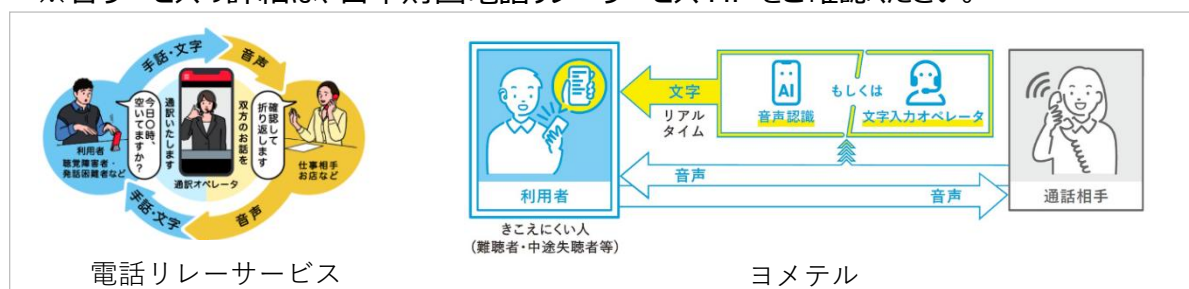 手話・文字
音声
今日〇時、
空いてますか?
通訳いたします
双方のお話を
確認して
折り返します
利用者
聴覚障害者・
発話困難者など
通訳オペレータ
仕事相手
お店など
手話・文字
音声
電話リレーサービス
文字
リアル
タイム
AI
音声認識
もしくは
文字入力オペレータ
音声
音声
利用者
通話相手
きこえにくい人
(難聴者・中途失聴者等)
ヨメテル